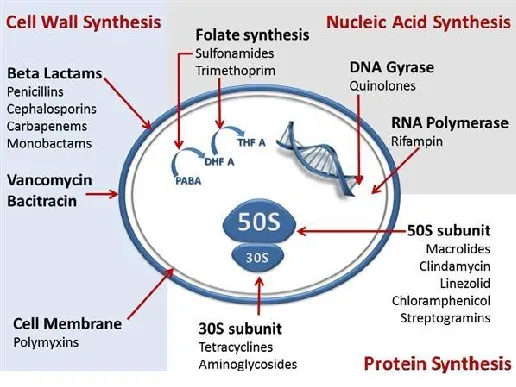 Cell Wall Synthesis
Beta Lactams
Penicillins
Cephalosporins
Carbapenems
Monobactams
Vancomycin
Bacitracin
Cell Membrane
Polymyxins
Folate synthesis
Sulfonamides
Trimethoprim
Nucleic Acid Synthesis
DNA Gyrase
Quinolones
RNA Polymerase
Rifampin
THF A
DHF A
PABA
50S
30S
50S subunit
Macrolides
Clindamycin
Linezolid
Chloramphenicol
Streptogramins
30S subunit
Tetracyclines
Aminoglycosides
Protein Synthesis